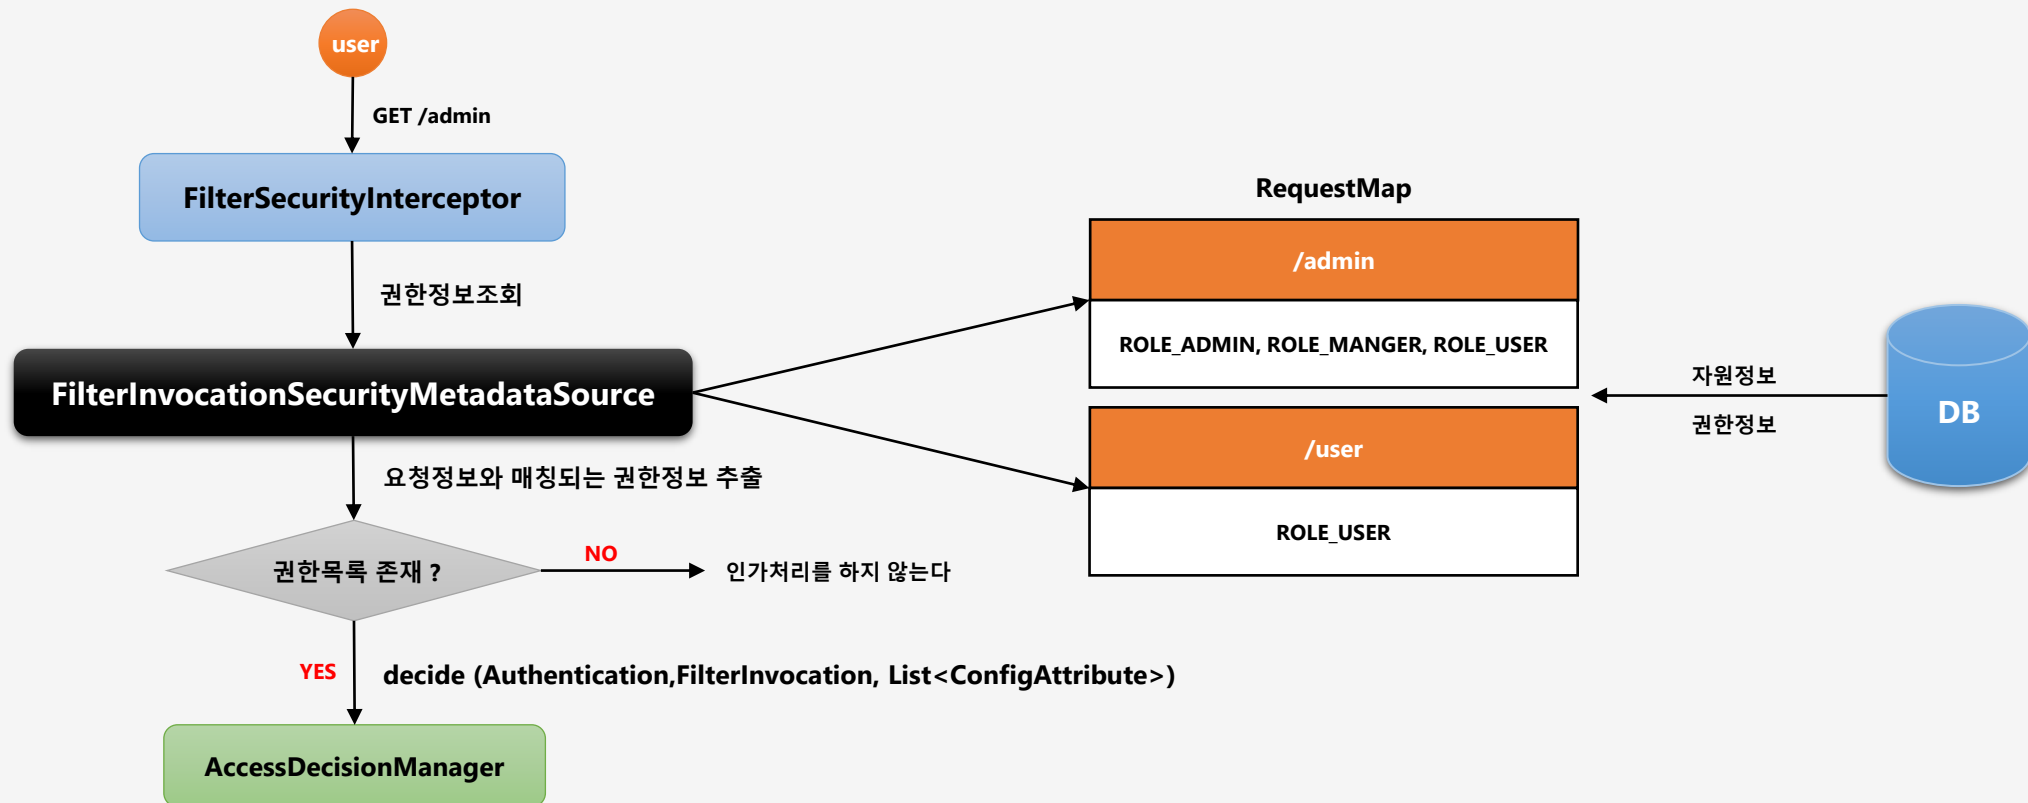 user
GET /admin
FilterSecurityInterceptor
권한정보조회
FilterInvocationSecurityMetadataSource
요청정보와 매칭되는 권한정보 추출
권한목록 존재 ?
NO
인가처리를 하지 않는다
YES
decide (Authentication,FilterInvocation, List<ConfigAttribute>)
AccessDecisionManager
RequestMap
/admin
ROLE_ADMIN, ROLE_MANGER, ROLE_USER
/user
ROLE_USER
자원정보
권한정보
DB